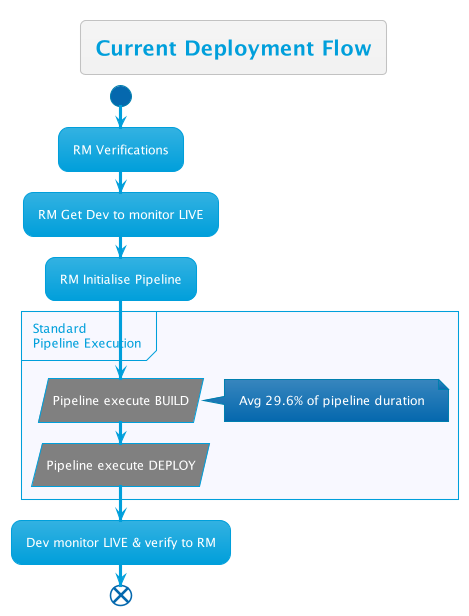 Current Deployment Flow
RM Verifications
RM Get Dev to monitor LIVE
RM Initialise Pipeline
Standard
Pipeline Execution
Pipeline execute BUILD
Avg 29.6% of pipeline duration
Pipeline execute DEPLOY
Dev monitor LIVE & verify to RM